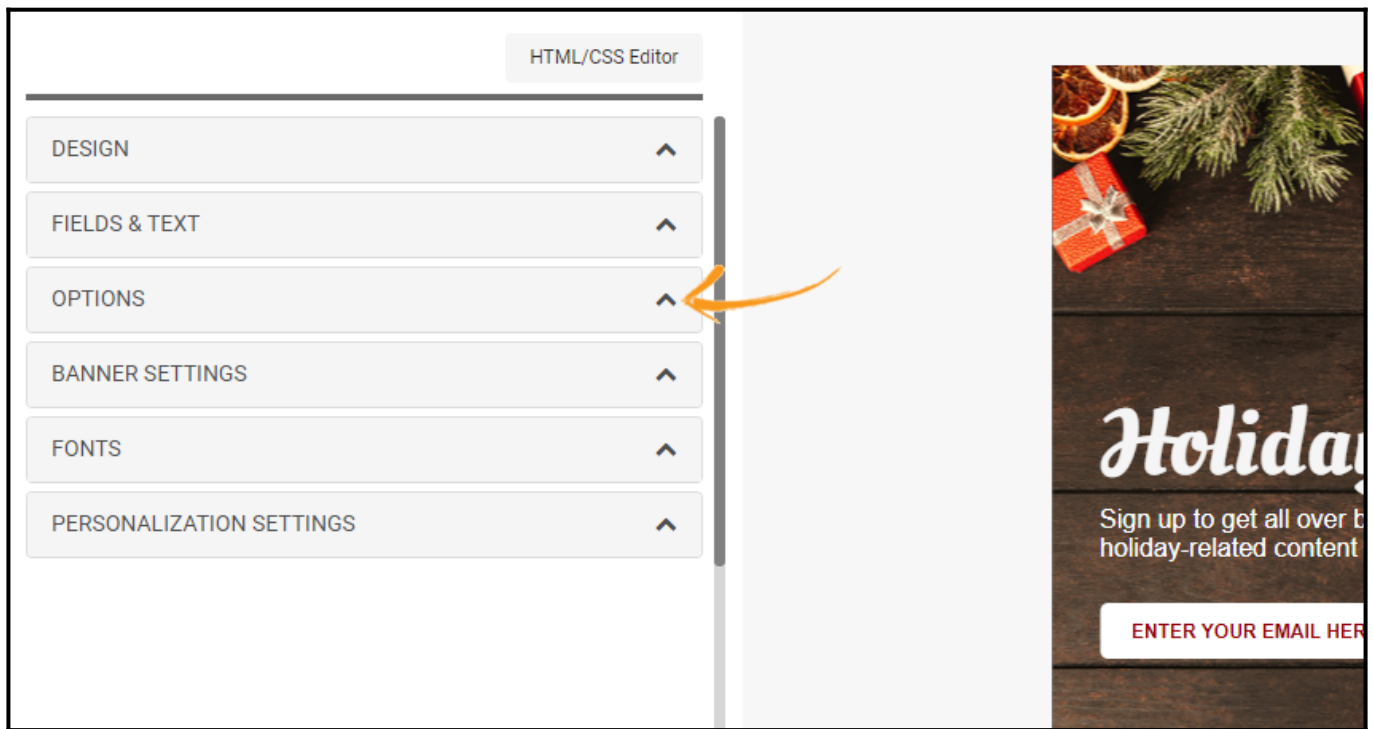 HTML/CSS Editor
DESIGN
FIELDS & TEXT
OPTIONS
BANNER SETTINGS
FONTS
PERSONALIZATION SETTINGS
Holiday
Sign up to get all over
holiday-related content
ENTER YOUR EMAIL